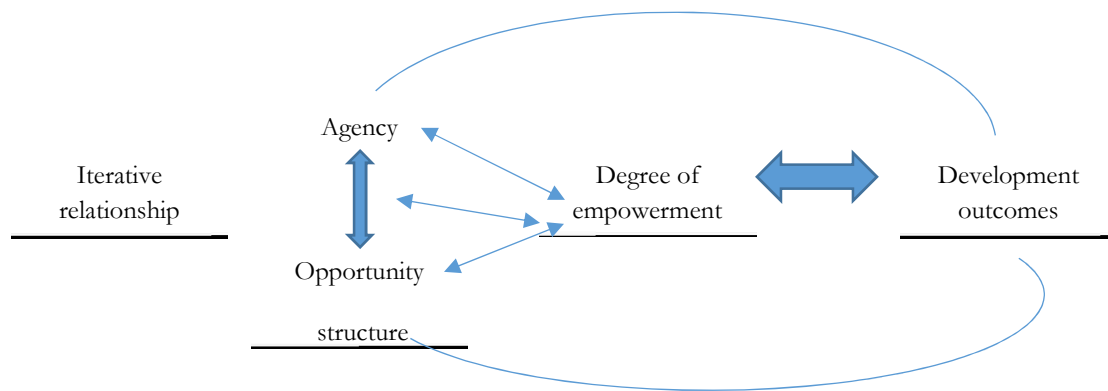 Agency
Iterative
relationship
Degree of
empowerment
Development
outcomes
Opportunity
structure